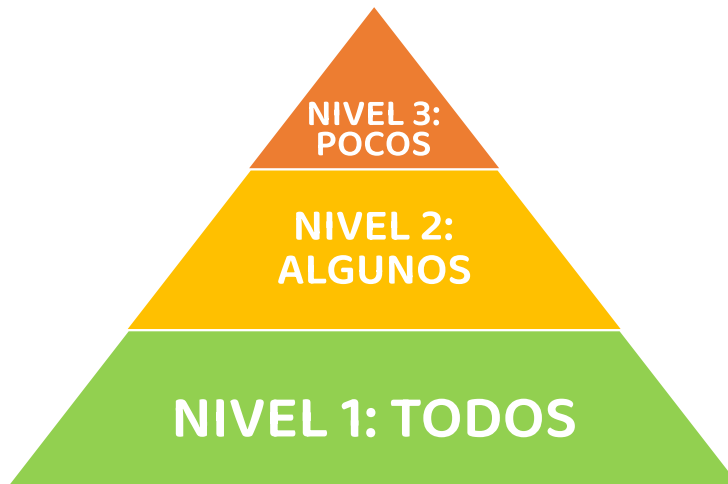 NIVEL 3:
POCOS
NIVEL 2:
ALGUNOS
NIVEL 1: TODOS